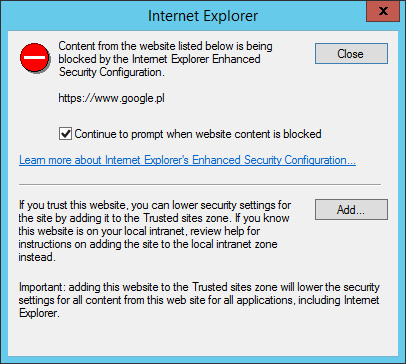 Internet Explorer
x
Content from the website listed below is being
blocked by the Internet Explorer Enhanced
Security Configuration.
Close
https://www.google.pl
Continue to prompt when website content is blocked
Learn more about Internet Explorer's Enhanced Security Configuration...
If you trust this website, you can lower security settings for
the site by adding it to the Trusted sites zone. If you know
this website is on your local intranet, review help for
instructions on adding the site to the local intranet zone
instead.
Add...
Important: adding this website to the Trusted sites zone will lower the security
settings for all content from this web site for all applications, including Internet
Explorer.